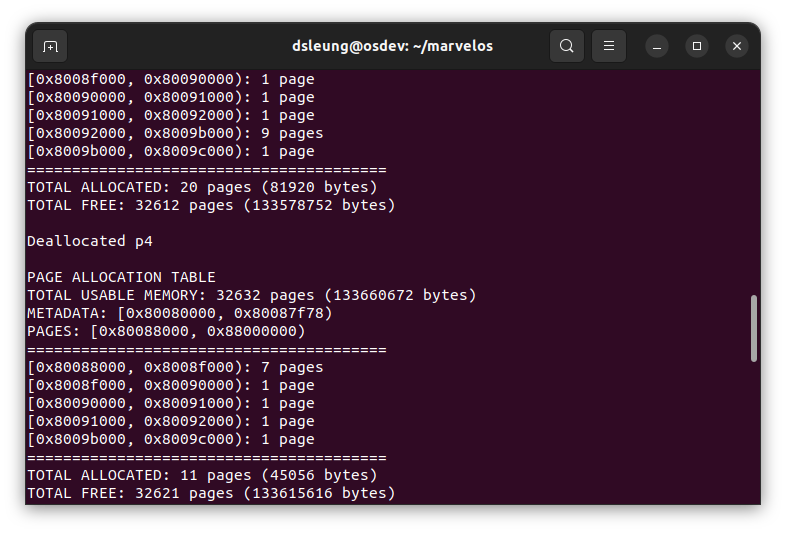 dsleung@osdev: ~/marvelos
[0x8008f000, 0x80090000): 1 page
[0x80090000, 0x80091000): 1 page
[0x80091000, 0x80092000): 1 page
[0x80092000, 0x8009b000): 9 pages
[0x8009b000, 0x8009c000): 1 page
========================================
TOTAL ALLOCATED: 20 pages (81920 bytes)
TOTAL FREE: 32612 pages (133578752 bytes)
Deallocated p4
PAGE ALLOCATION TABLE
TOTAL USABLE MEMORY: 32632 pages (133660672 bytes)
METADATA: [0x80080000, 0x80087f78)
PAGES: [0x80088000, 0x88000000)
========================================
[0x80088000, 0x8008f000): 7 pages
[0x8008f000, 0x80090000): 1 page
[0x80090000, 0x80091000): 1 page
[0x80091000, 0x80092000): 1 page
[0x8009b000, 0x8009c000): 1 page
========================================
TOTAL ALLOCATED: 11 pages (45056 bytes)
TOTAL FREE: 32621 pages (133615616 bytes)